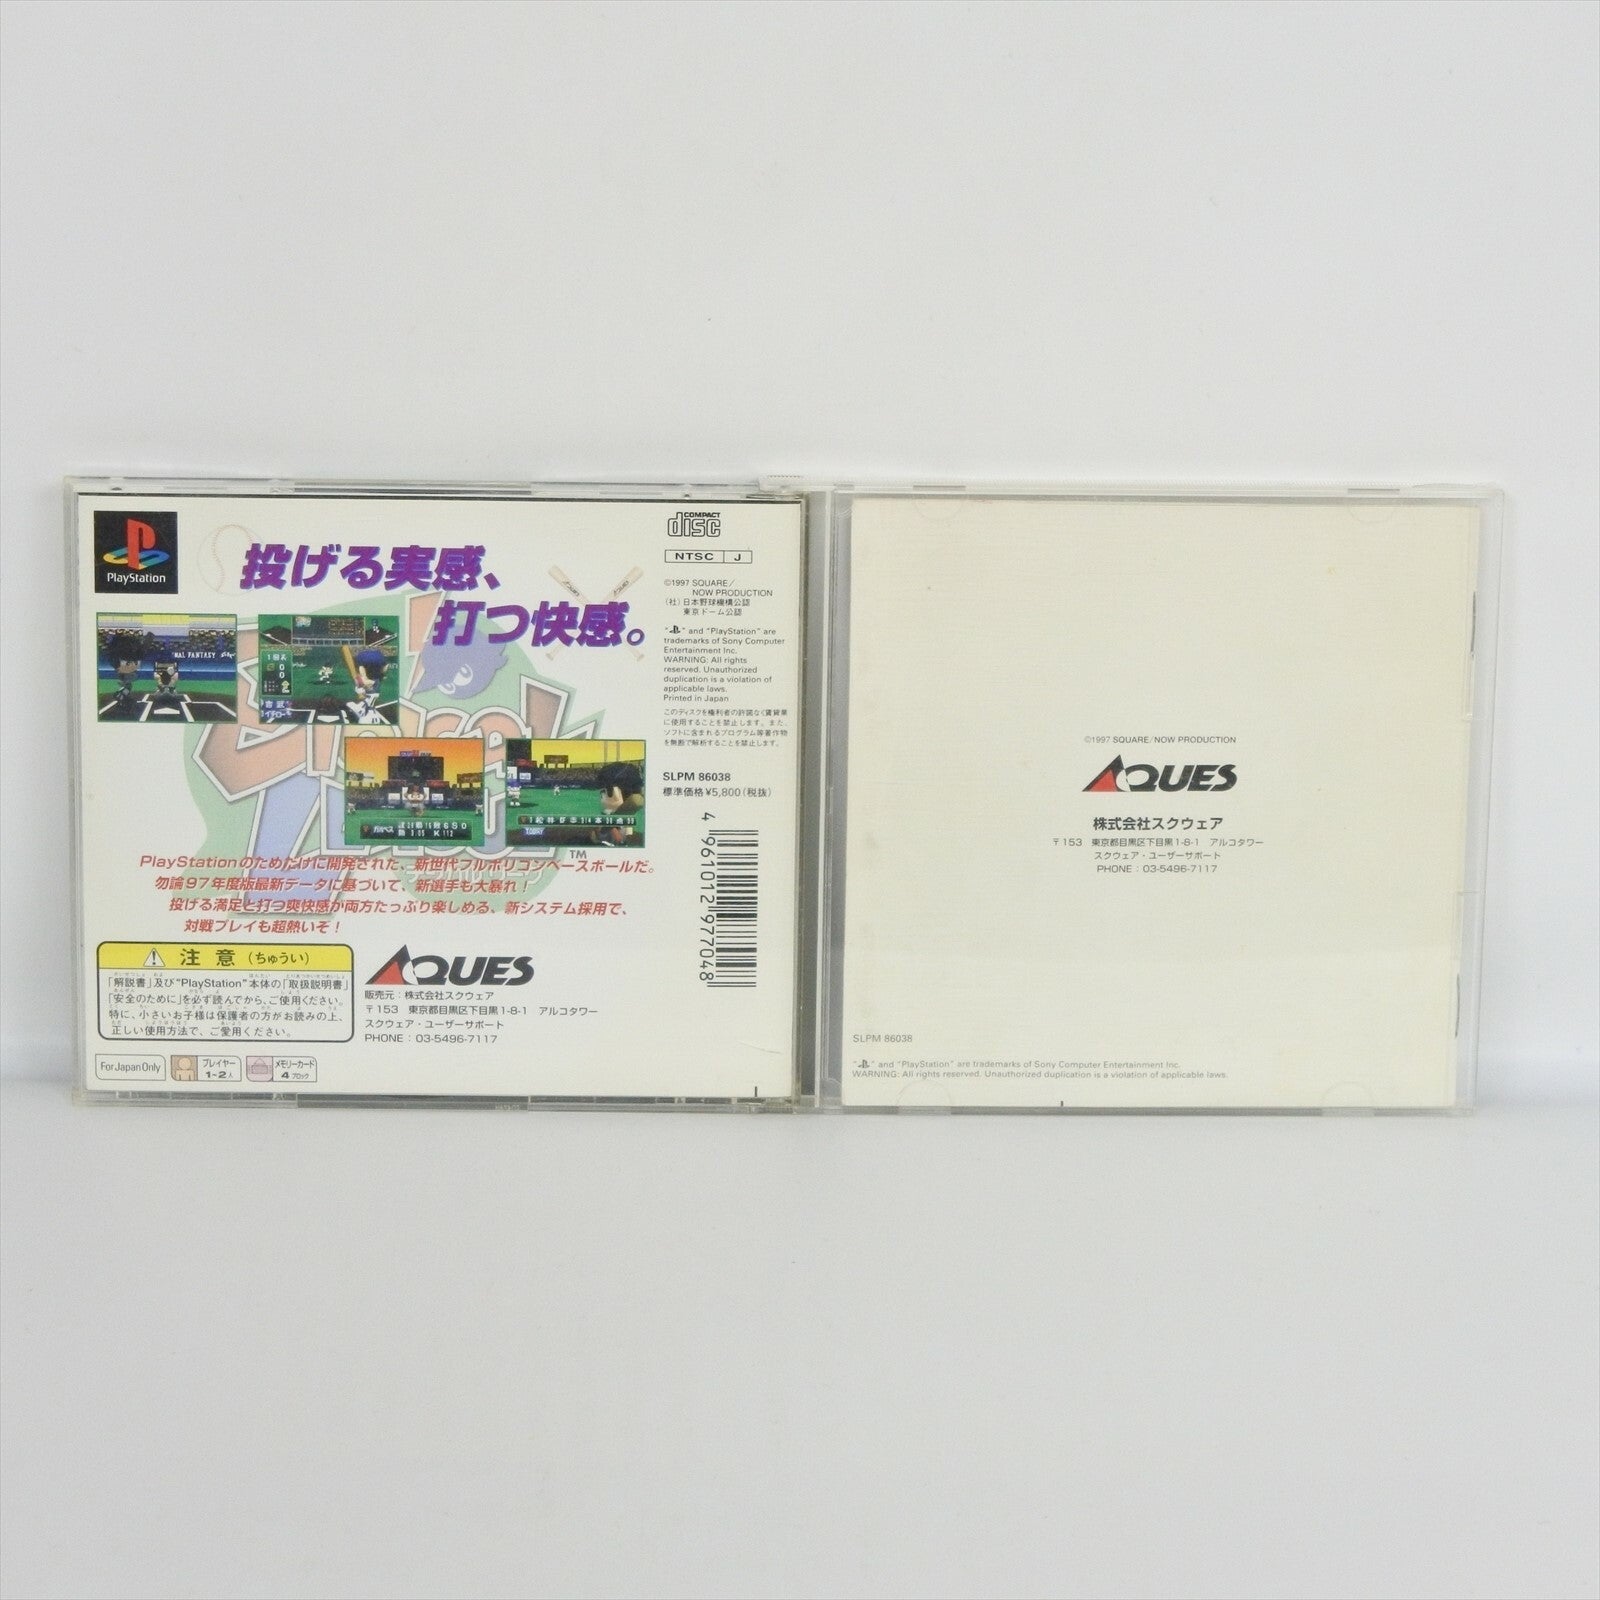 PlayStation
投げる実感、
打つ快感。
COMPACT
disc
NTSC J
©1997 SQUARE/
NOW PRODUCTION
(社)日本野球機構公認
東京ドーム公認
" " and "PlayStation" are
trademarks of Sony Computer
Entertainment Inc.
WARNING: All rights
reserved. Unauthorized
duplication is a violation of
applicable laws.
Printed in Japan
このディスクを権利者の許諾なく賃貸業
に使用することを禁止します。また、
ソフトに含まれるプログラム等著作物
を無断で解析することを禁止します。
SLPM 86038
標準価格¥5,800(税抜)
4 961012 977048
TM
PlayStationのためだけに開発された、新世代フルポリゴンベースボールだ。
勿論97年度版最新データに基づいて、新選手も大暴れ!
投げる満足と打つ爽快感が両方たっぷり楽しめる、新システム採用で、
対戦プレイも超熱いぞ!
注意(ちゅうい)
「解説書」及び"PlayStation"本体の「取扱説明書」
「安全のために」を必ず読んでから、ご使用ください。
特に、小さいお子様は保護者の方がお読みの上、
正しい使用方法で、ご愛用ください。
AQUES
販売元:株式会社スクウェア
〒153 東京都目黒区下目黒1-8-1 アルコタワー
スクウェア・ユーザーサポート
PHONE:03-5496-7117
For Japan Only
プレイヤー
1~2人
メモリーカード
4ブロック
©1997 SQUARE/NOW PRODUCTION
AQUES
株式会社スクウェア
〒153 東京都目黒区下目黒1-8-1 アルコタワー
スクウェア・ユーザーサポート
PHONE:03-5496-7117
SLPM 86038
" " and "PlayStation" are trademarks of Sony Computer Entertainment Inc.
WARNING: All rights reserved. Unauthorized duplication is a violation of applicable laws.